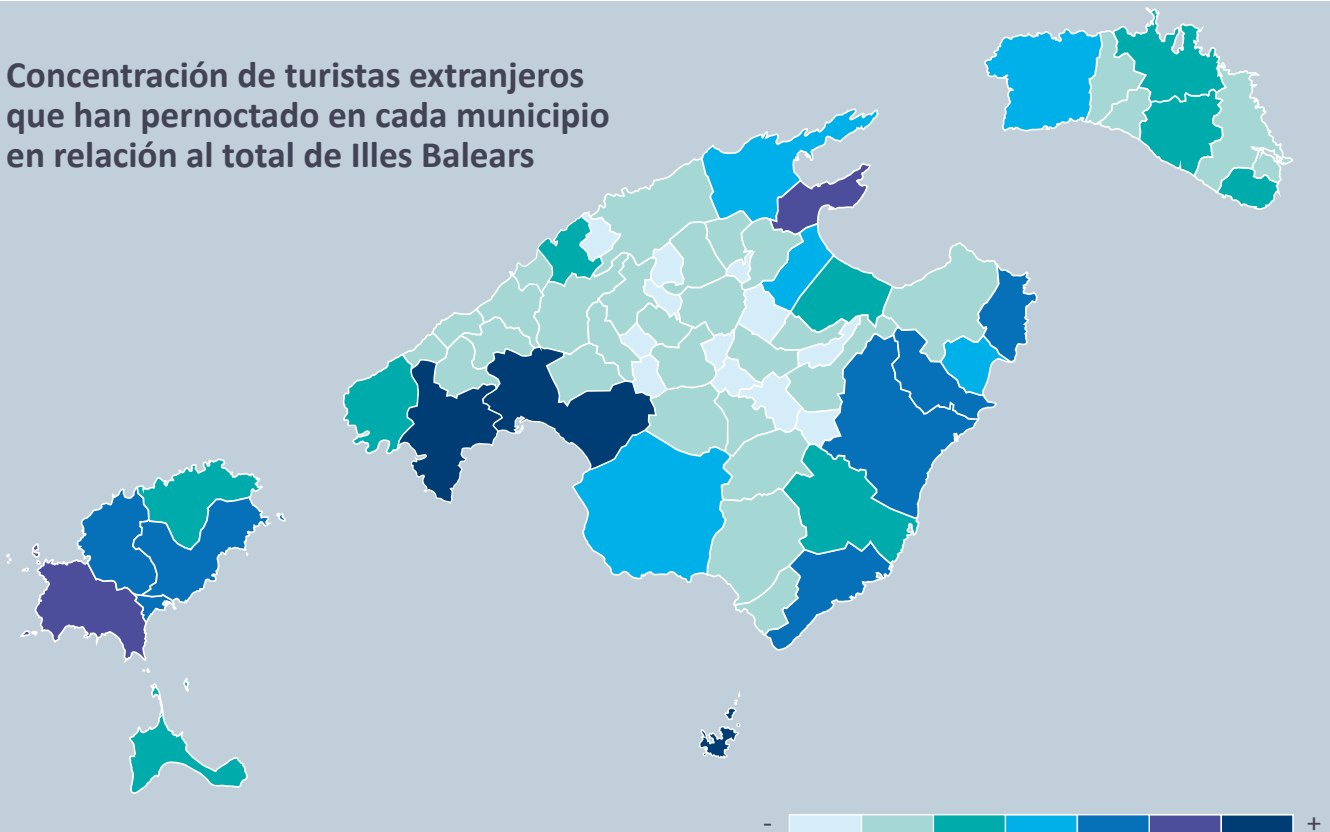 Concentración de turistas extranjeros
que han pernoctado en cada municipio
en relación al total de Illes Balears
- +